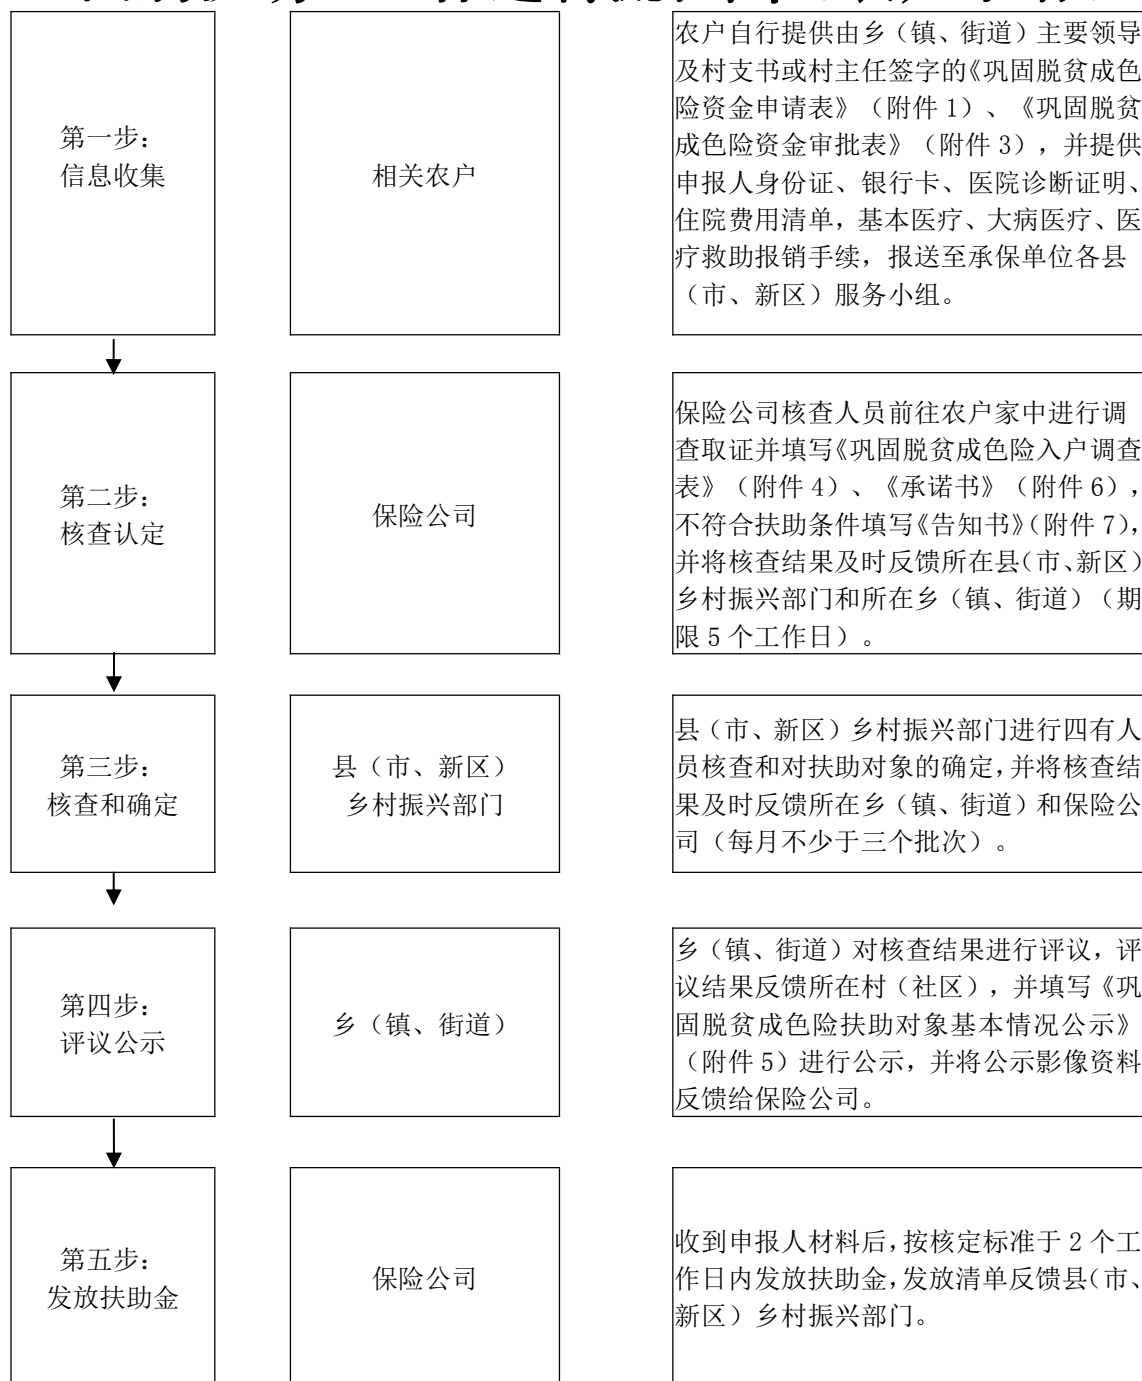 第一步：
信息收集
相关农户
农户自行提供由乡（镇、街道）主要领导
及村支书或村主任签字的《巩固脱贫成色
险资金申请表》（附件 1）、《巩固脱贫
成色险资金审批表》（附件 3），并提供
申报人身份证、银行卡、医院诊断证明、
住院费用清单，基本医疗、大病医疗、医
疗救助报销手续，报送至承保单位各县
（市、新区）服务小组。
第二步：
核查认定
保险公司
保险公司核查人员前往农户家中进行调
查取证并填写《巩固脱贫成色险入户调查
表》（附件 4）、《承诺书》（附件 6），
不符合扶助条件填写《告知书》（附件 7），
并将核查结果及时反馈所在县（市、新区）
乡村振兴部门和所在乡（镇、街道）（期
限 5 个工作日）。
第三步：
核查和确定
县（市、新区）
乡村振兴部门
县（市、新区）乡村振兴部门进行四有人
员核查和对扶助对象的确定，并将核查结
果及时反馈所在乡（镇、街道）和保险公
司（每月不少于三个批次）。
第四步：
评议公示
乡（镇、街道）
乡（镇、街道）对核查结果进行评议，评
议结果反馈所在村（社区），并填写《巩
固脱贫成色险扶助对象基本情况公示》
（附件 5）进行公示，并将公示影像资料
反馈给保险公司。
第五步：
发放扶助金
保险公司
收到申报人材料后，按核定标准于 2 个工
作日内发放扶助金，发放清单反馈县（市、
新区）乡村振兴部门。